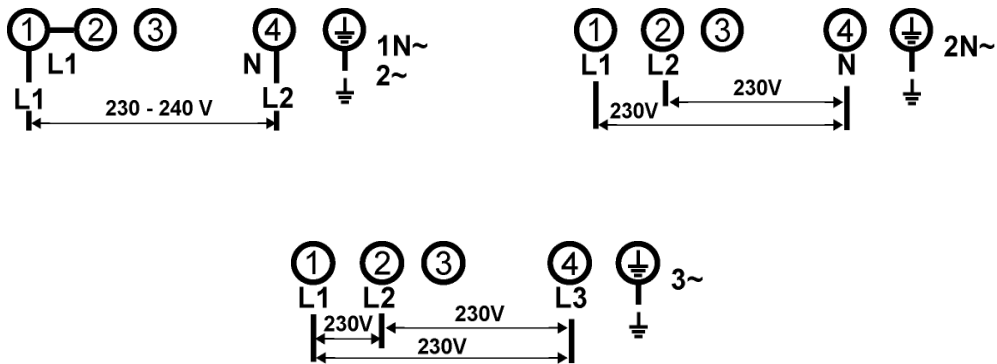 1 2 3 4 1N~
L1 N 2~
L1 L2
230 - 240 V
1 2 3 4 2N~
L1 L2 N
230V
230V
1 2 3 4 3~
L1 L2 L3
230V 230V
230V